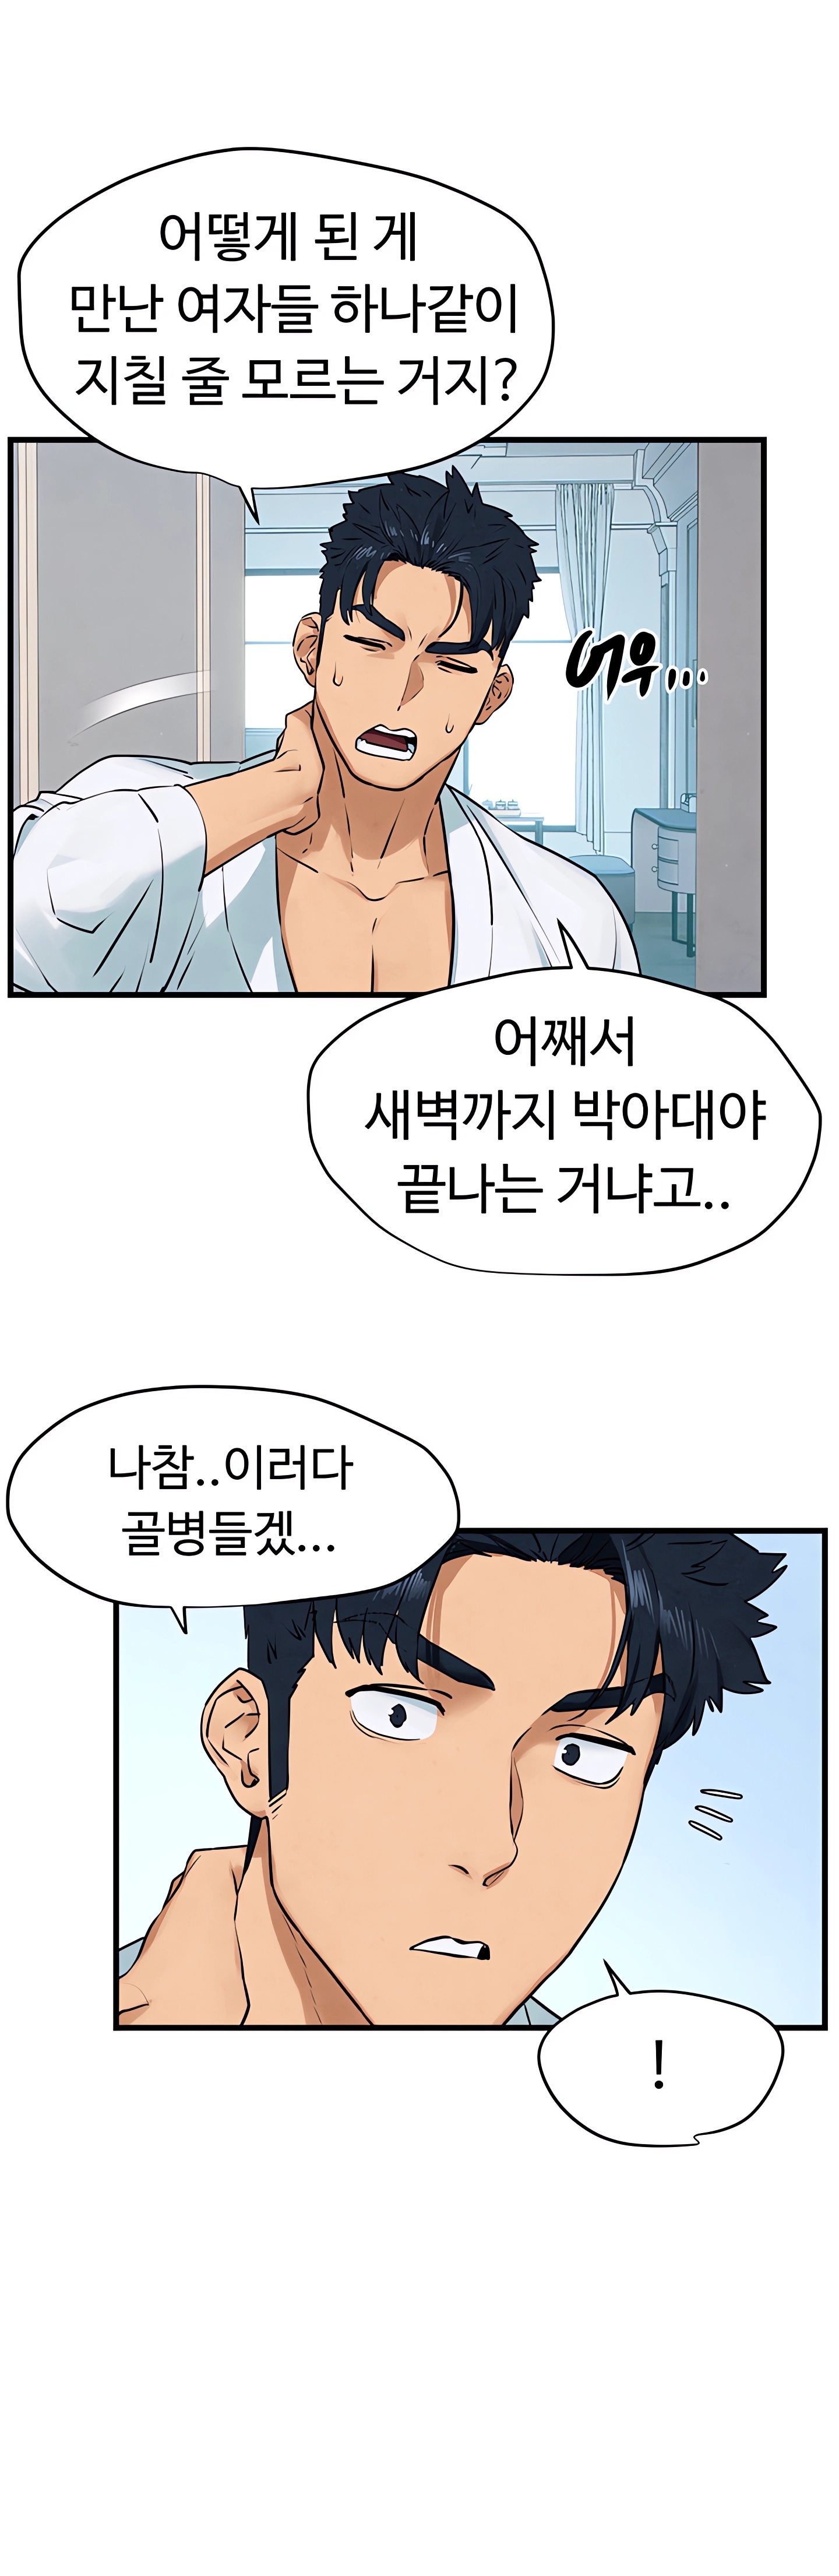 어떻게 된 게
만난 여자들 하나같이
지칠 줄 모르는 거지?
어우...
어째서
새벽까지 박아대야
끝나는 거냐고..
나참..이러다
골병들겠...
!